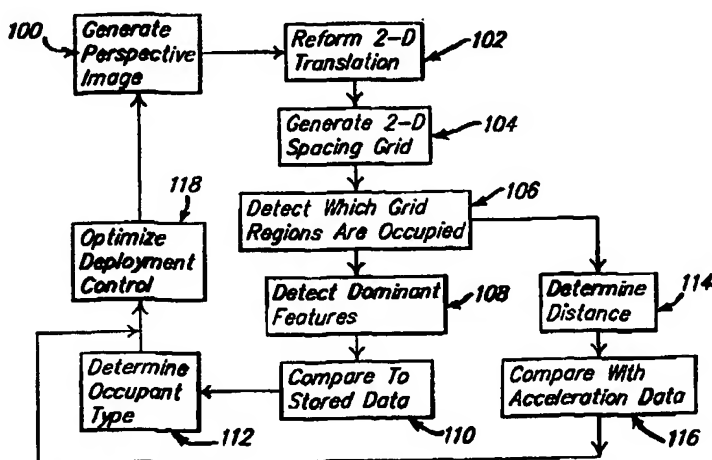 100
Generate
Perspective
Image
Reform 2-D
Translation
102
Generate 2-D
Spacing Grid
104
Detect Which Grid
Regions Are Occupied
106
118
Optimize
Deployment
Control
Detect Dominant
Features
108
Determine
Distance
114
Determine
Occupant
Type
112
Compare To
Stored Data
110
Compare With
Acceleration Data
116